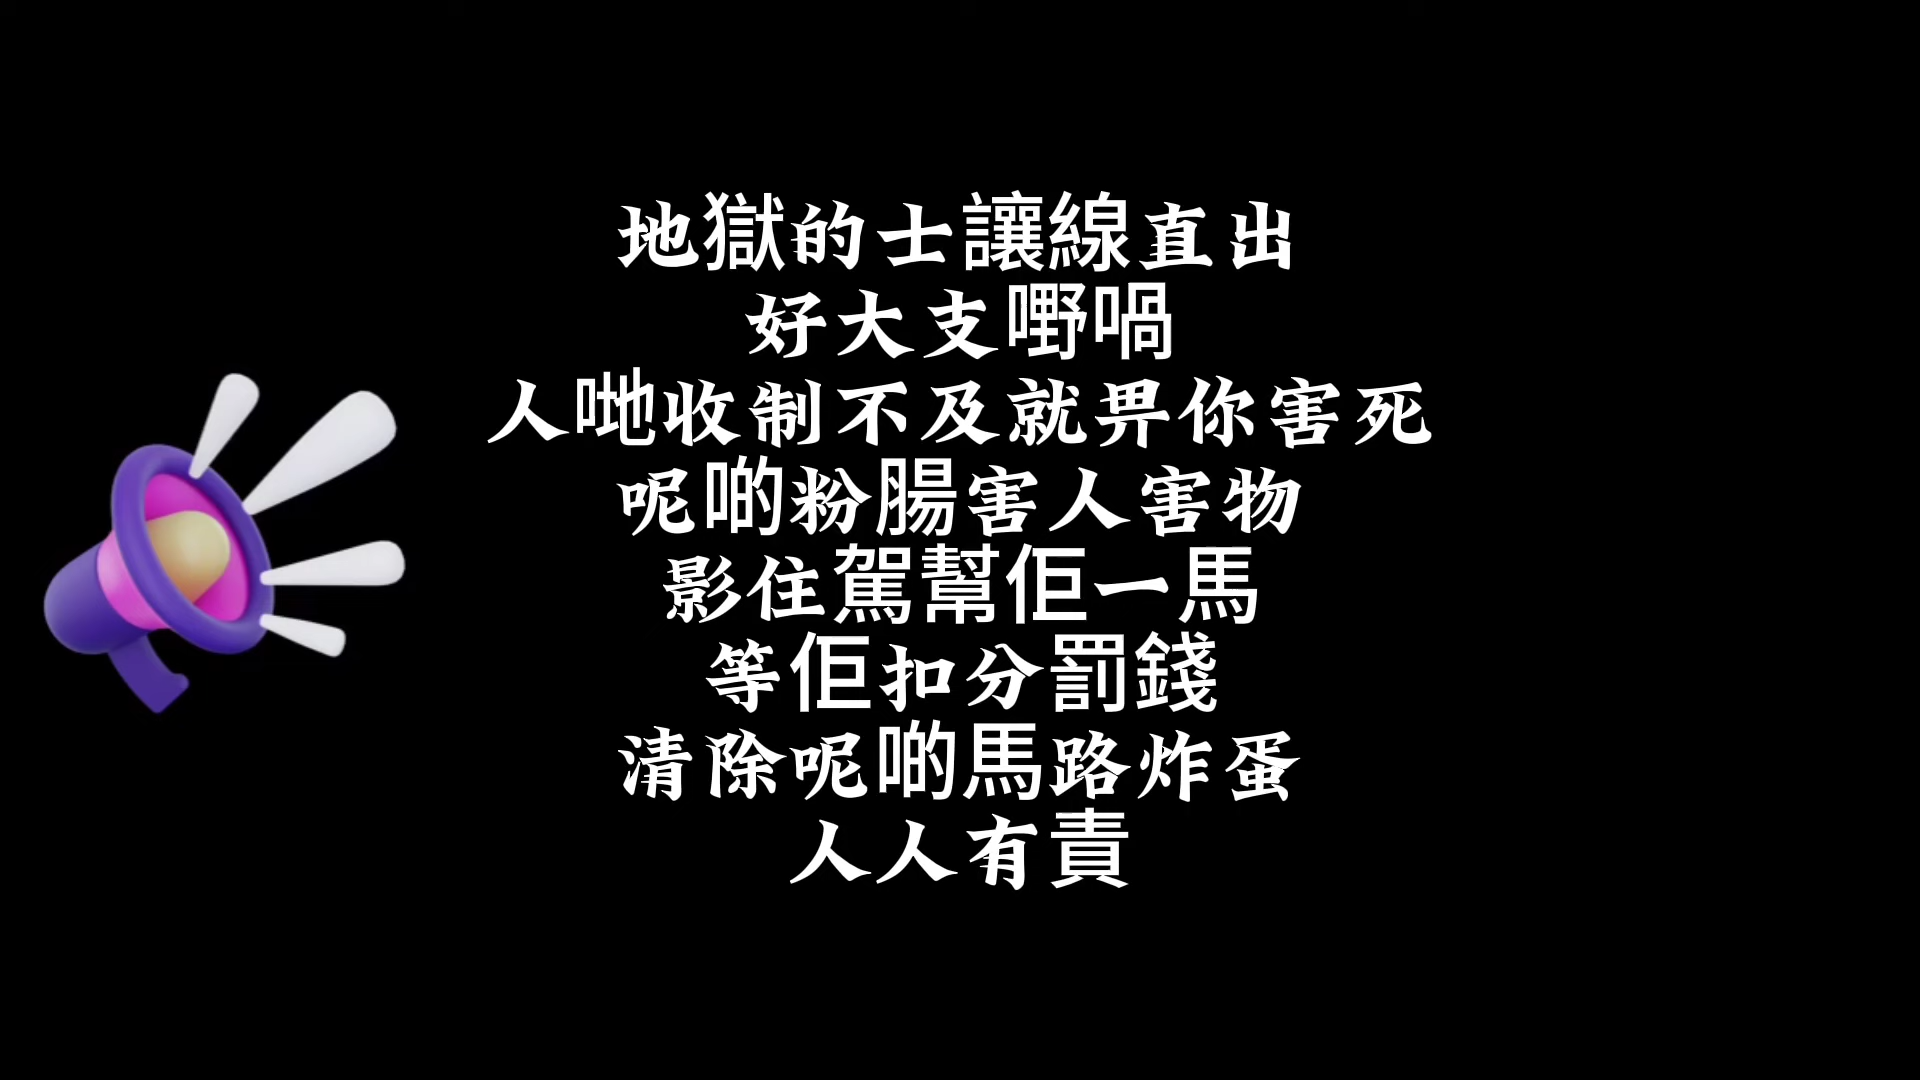 地獄的士讓線直出
好大支嘢喎
人哋收制不及就畀你害死
呢啲粉腸害人害物
影住駕幫佢一馬
等佢扣分罰錢
清除呢啲馬路炸蛋
人人有責